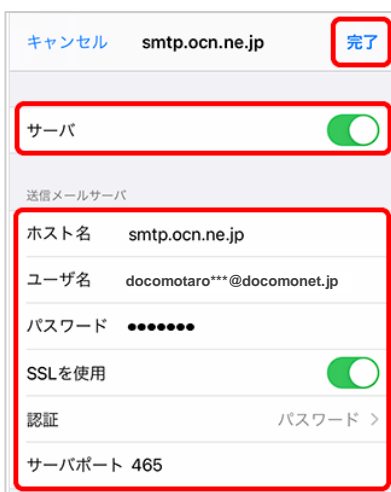 キャンセル smtp.ocn.ne.jp 完了
サーバ
送信メールサーバ
ホスト名 smtp.ocn.ne.jp
ユーザ名 docomotaro***@docomonet.jp
パスワード ●●●●●●●
SSLを使用
認証 パスワード >
サーバポート 465